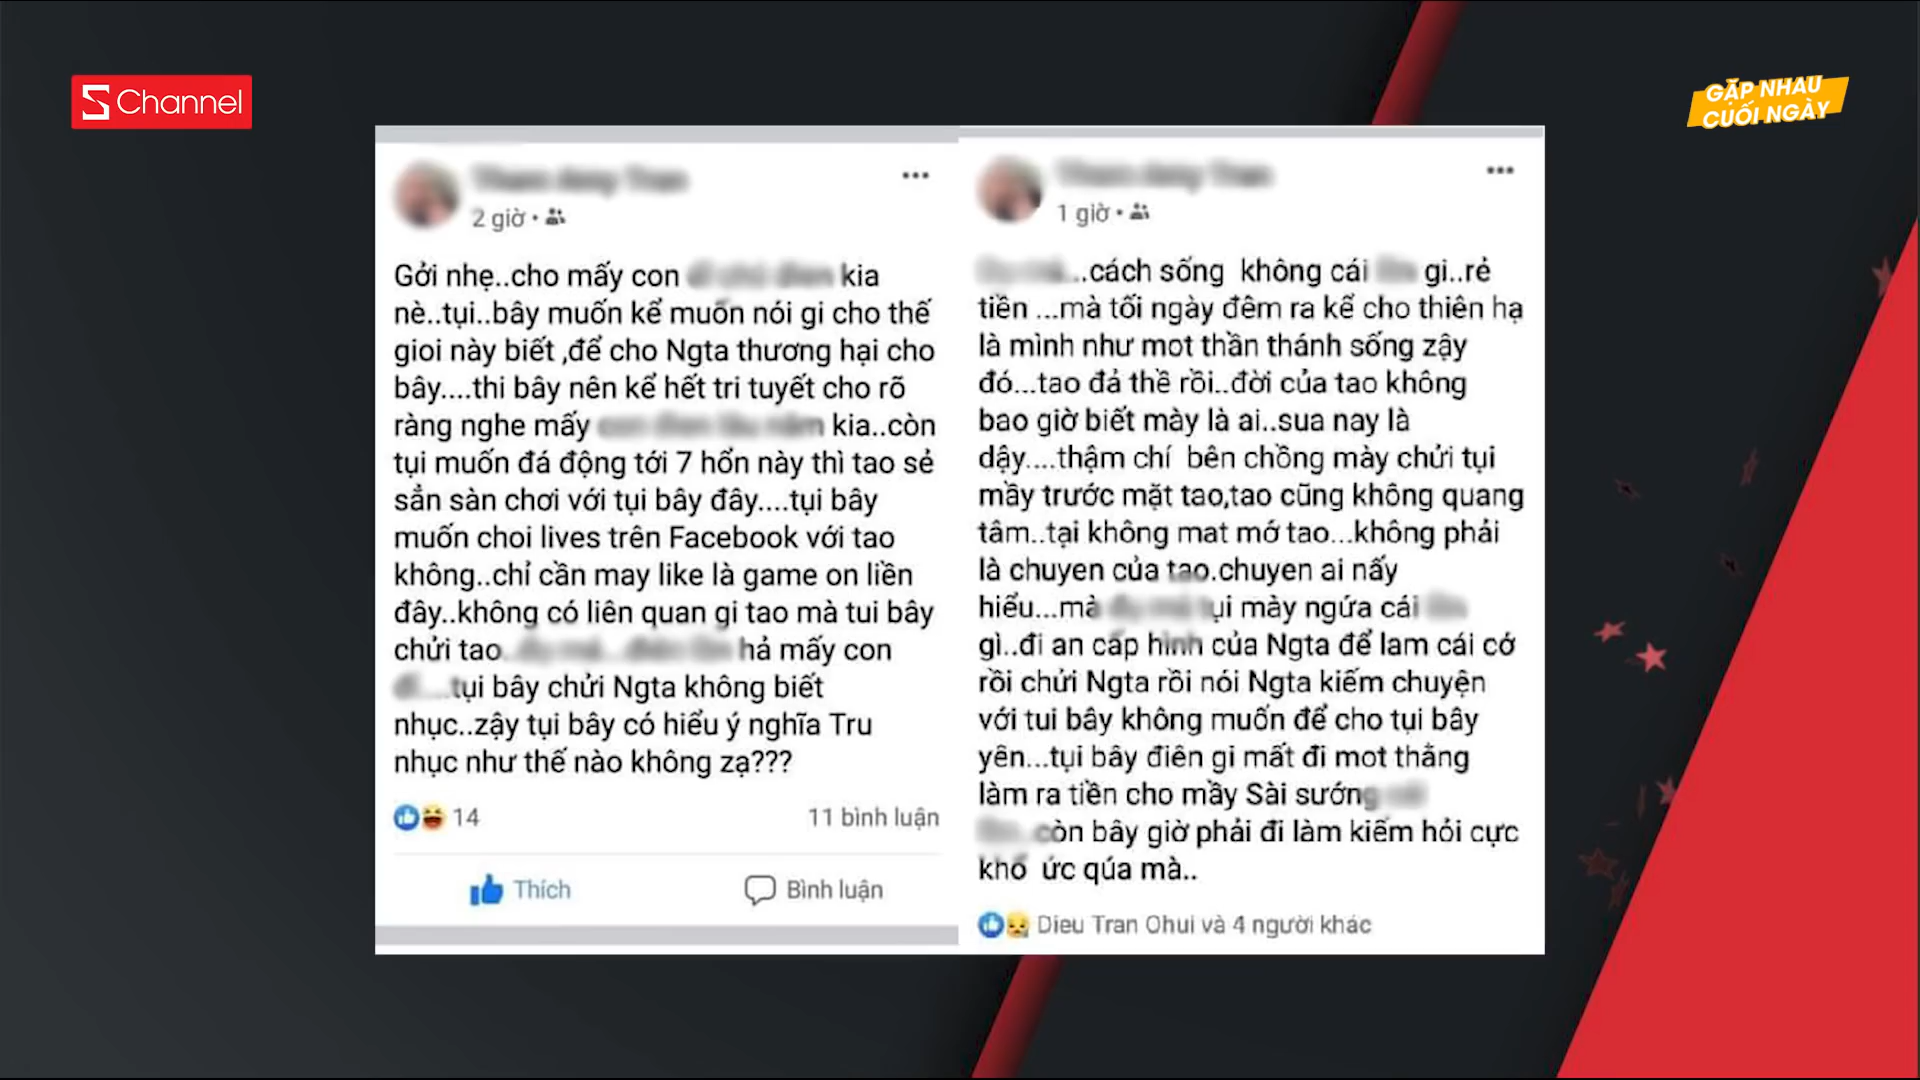 S Channel
GẶP NHAU
CUỐI NGÀY
2 giờ
Gởi nhẹ..cho mấy con kia
nè..tụi..bây muốn kể muốn nói gi cho thế
gioi này biết ,để cho Ngta thương hại cho
bây....thi bây nên kể hết tri tuyết cho rõ
ràng nghe mấy kia..còn
tụi muốn đá động tới 7 hổn này thì tao sẻ
sẳn sàn chơi với tụi bây đây....tụi bây
muốn choi lives trên Facebook với tao
không..chỉ cần may like là game on liền
đây..không có liên quan gi tao mà tui bây
chửi tao.. hả mấy con
....tụi bây chửi Ngta không biết
nhục..zậy tụi bây có hiểu ý nghĩa Tru
nhục như thế nào không zạ???
14
11 bình luận
Thích
Bình luận
1 giờ
...cách sống không cái gi..rẻ
tiền ...mà tối ngày đêm ra kể cho thiên hạ
là mình như mot thần thánh sống zậy
đó...tao đả thề rồi..đời của tao không
bao giờ biết mày là ai..sua nay là
dậy....thậm chí bên chồng mày chửi tụi
mầy trước mặt tao,tao cũng không quang
tâm..tại không mat mớ tao...không phải
là chuyen của tao.chuyen ai nấy
hiểu...mà tụi mày ngứa cái
gì..đi an cấp hình của Ngta để lam cái cớ
rồi chửi Ngta rồi nói Ngta kiếm chuyện
với tui bây không muốn để cho tụi bây
yên...tụi bây điên gi mất đi mot thằng
làm ra tiền cho mầy Sài sướng
còn bây giờ phải đi làm kiếm hỏi cực
khổ ức qúa mà..
Dieu Tran Ohui và 4 người khác